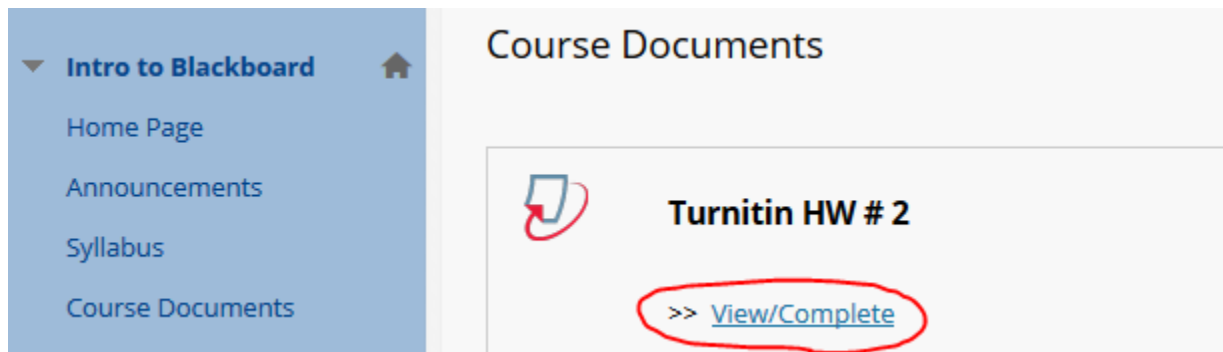 Intro to Blackboard
Home Page
Announcements
Syllabus
Course Documents
Course Documents
Turnitin HW # 2
>> View/Complete